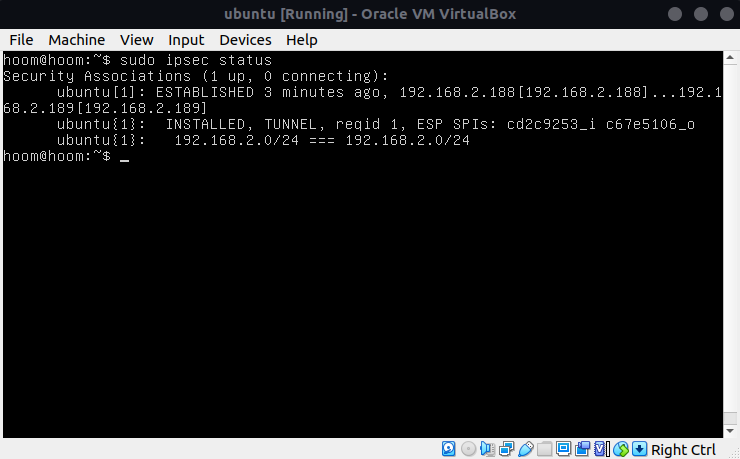 ubuntu [Running] - Oracle VM VirtualBox
File Machine View Input Devices Help
hoom@hoom:~$ sudo ipsec status
Security Associations (1 up, 0 connecting):
      ubuntu[1]: ESTABLISHED 3 minutes ago, 192.168.2.188[192.168.2.188]...192.1
68.2.189[192.168.2.189]
      ubuntu{1}:  INSTALLED, TUNNEL, reqid 1, ESP SPIs: cd2c9253_i c67e5106_o
      ubuntu{1}:   192.168.2.0/24 === 192.168.2.0/24
hoom@hoom:~$ _
Right Ctrl